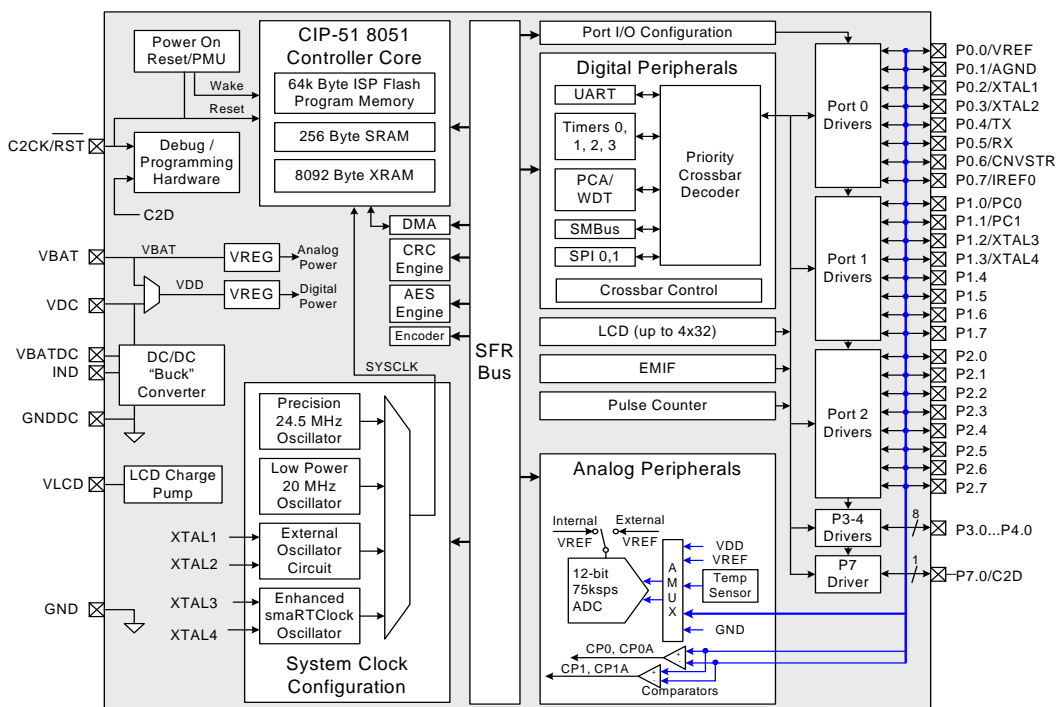 Power On
Reset/PMU
Wake
Reset
C2CK/RST
Debug /
Programming
Hardware
C2D
CIP-51 8051
Controller Core
64k Byte ISP Flash
Program Memory
256 Byte SRAM
8092 Byte XRAM
DMA
CRC
Engine
AES
Engine
Encoder
SYSCLK
VBAT
VBAT
VREG
Analog
Power
VDC
VDD
VREG
Digital
Power
VBATDC
IND
DC/DC
“Buck”
Converter
GNDDC
VLCD
LCD Charge
Pump
GND
Precision
24.5 MHz
Oscillator
Low Power
20 MHz
Oscillator
XTAL1
XTAL2
External
Oscillator
Circuit
XTAL3
XTAL4
Enhanced
smaRTClock
Oscillator
System Clock
Configuration
SFR
Bus
Port I/O Configuration
Digital Peripherals
UART
Timers 0,
1, 2, 3
PCA/
WDT
SMBus
SPI 0,1
Priority
Crossbar
Decoder
Crossbar Control
LCD (up to 4x32)
EMIF
Pulse Counter
Analog Peripherals
Internal
VREF
External
VREF
12-bit
75ksps
ADC
A
M
U
X
VDD
VREF
Temp
Sensor
GND
CP0, CP0A
+
-
CP1, CP1A
+
-
Comparators
Port 0
Drivers
Port 1
Drivers
Port 2
Drivers
P3-4
Drivers
P7
Driver
P0.0/VREF
P0.1/AGND
P0.2/XTAL1
P0.3/XTAL2
P0.4/TX
P0.5/RX
P0.6/CNVSTR
P0.7/IREF0
P1.0/PC0
P1.1/PC1
P1.2/XTAL3
P1.3/XTAL4
P1.4
P1.5
P1.6
P1.7
P2.0
P2.1
P2.2
P2.3
P2.4
P2.5
P2.6
P2.7
8
P3.0...P4.0
1
P7.0/C2D